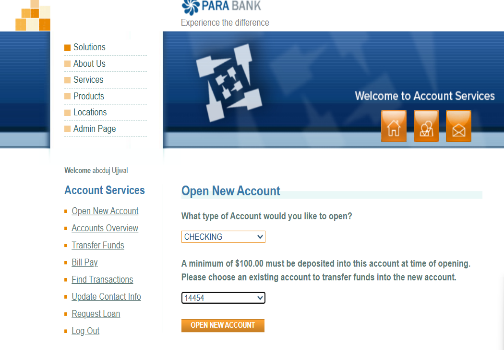 PARA BANK
Experience the difference
Solutions
About Us
Services
Products
Locations
Admin Page
Welcome to Account Services
Welcome abcduj Ujjwal
Account Services
Open New Account
Accounts Overview
Transfer Funds
Bill Pay
Find Transactions
Update Contact Info
Request Loan
Log Out
Open New Account
What type of Account would you like to open?
CHECKING
A minimum of $100.00 must be deposited into this account at time of opening.
Please choose an existing account to transfer funds into the new account.
14454
OPEN NEW ACCOUNT